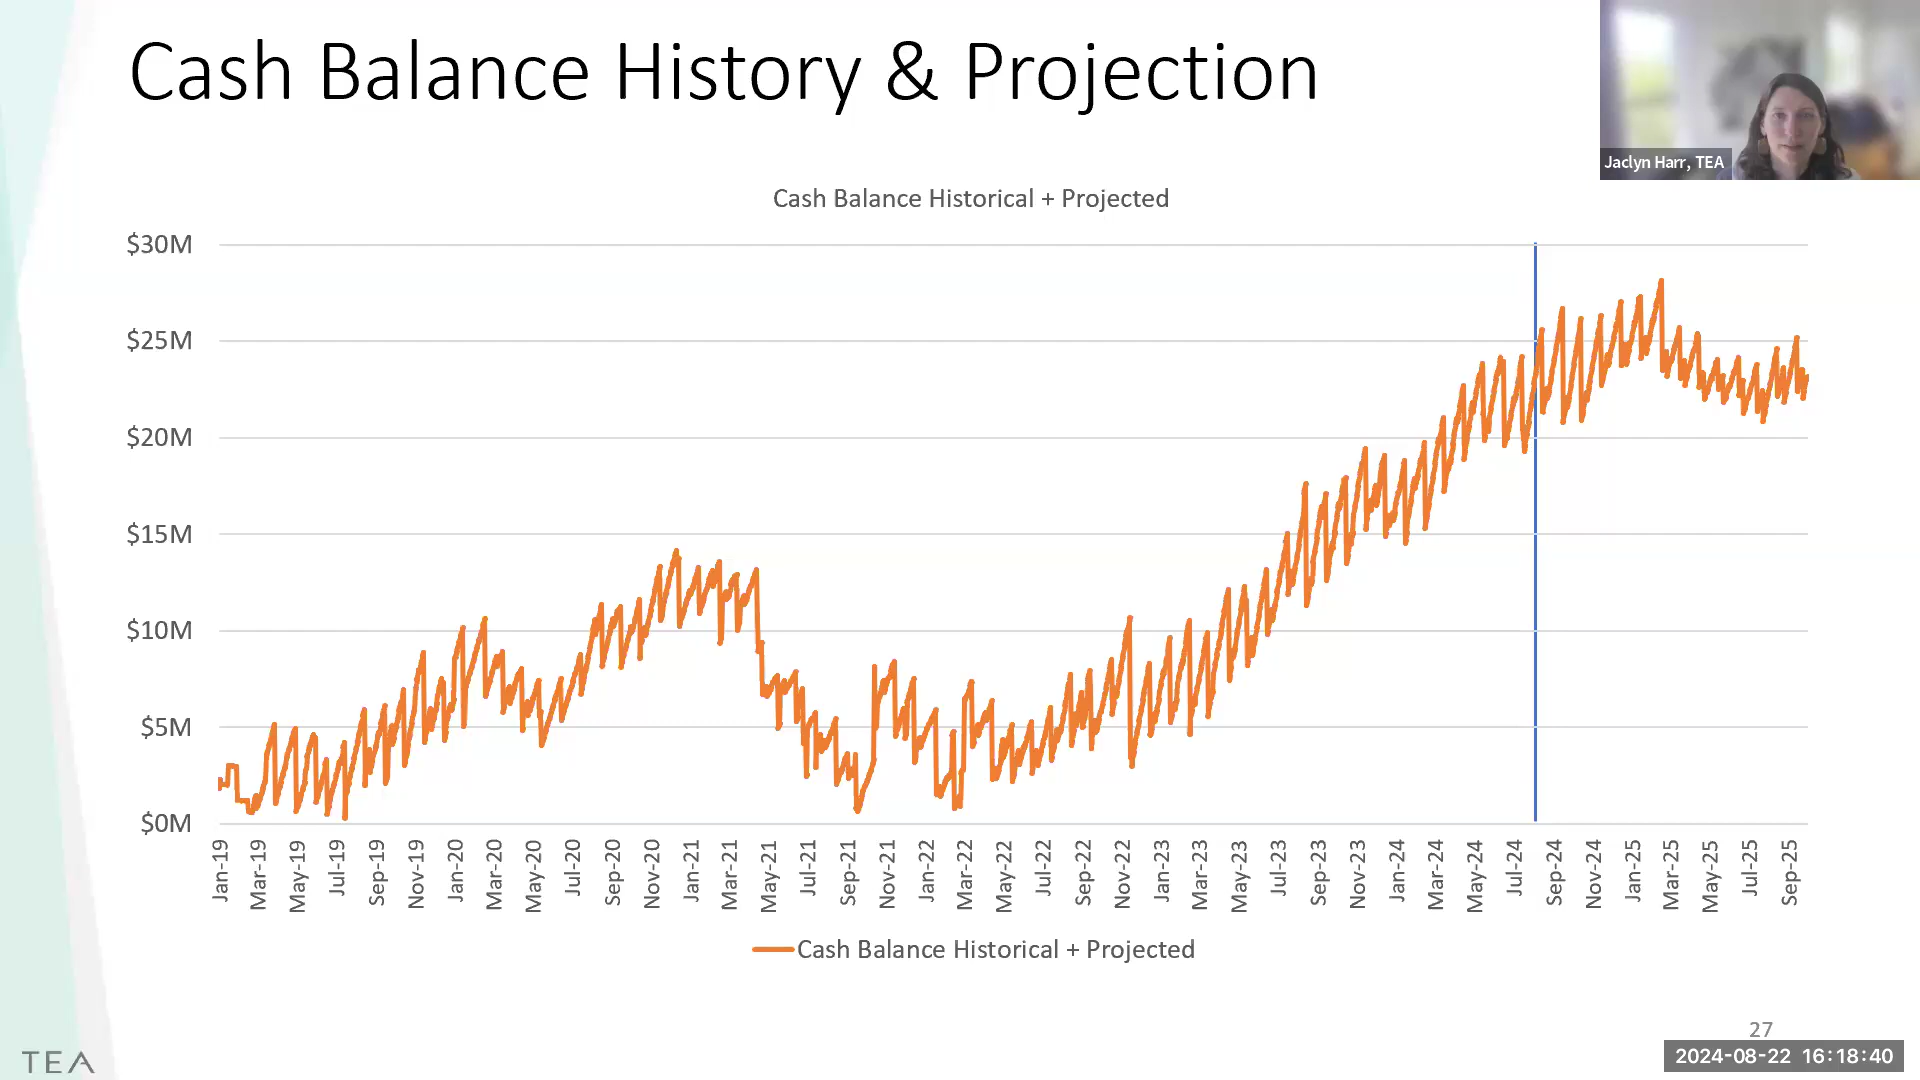 Cash Balance History & Projection
Jaclyn Harr, TEA
Cash Balance Historical + Projected
$30M
$25M
$20M
$15M
$10M
$5M
$0M
Jan-19
Mar-19
May-19
Jul-19
Sep-19
Nov-19
Jan-20
Mar-20
May-20
Jul-20
Sep-20
Nov-20
Jan-21
Mar-21
May-21
Jul-21
Sep-21
Nov-21
Jan-22
Mar-22
May-22
Jul-22
Sep-22
Nov-22
Jan-23
Mar-23
May-23
Jul-23
Sep-23
Nov-23
Jan-24
Mar-24
May-24
Jul-24
Sep-24
Nov-24
Jan-25
Mar-25
May-25
Jul-25
Sep-25
Cash Balance Historical + Projected
27
TEA
2024-08-22 16:18:40